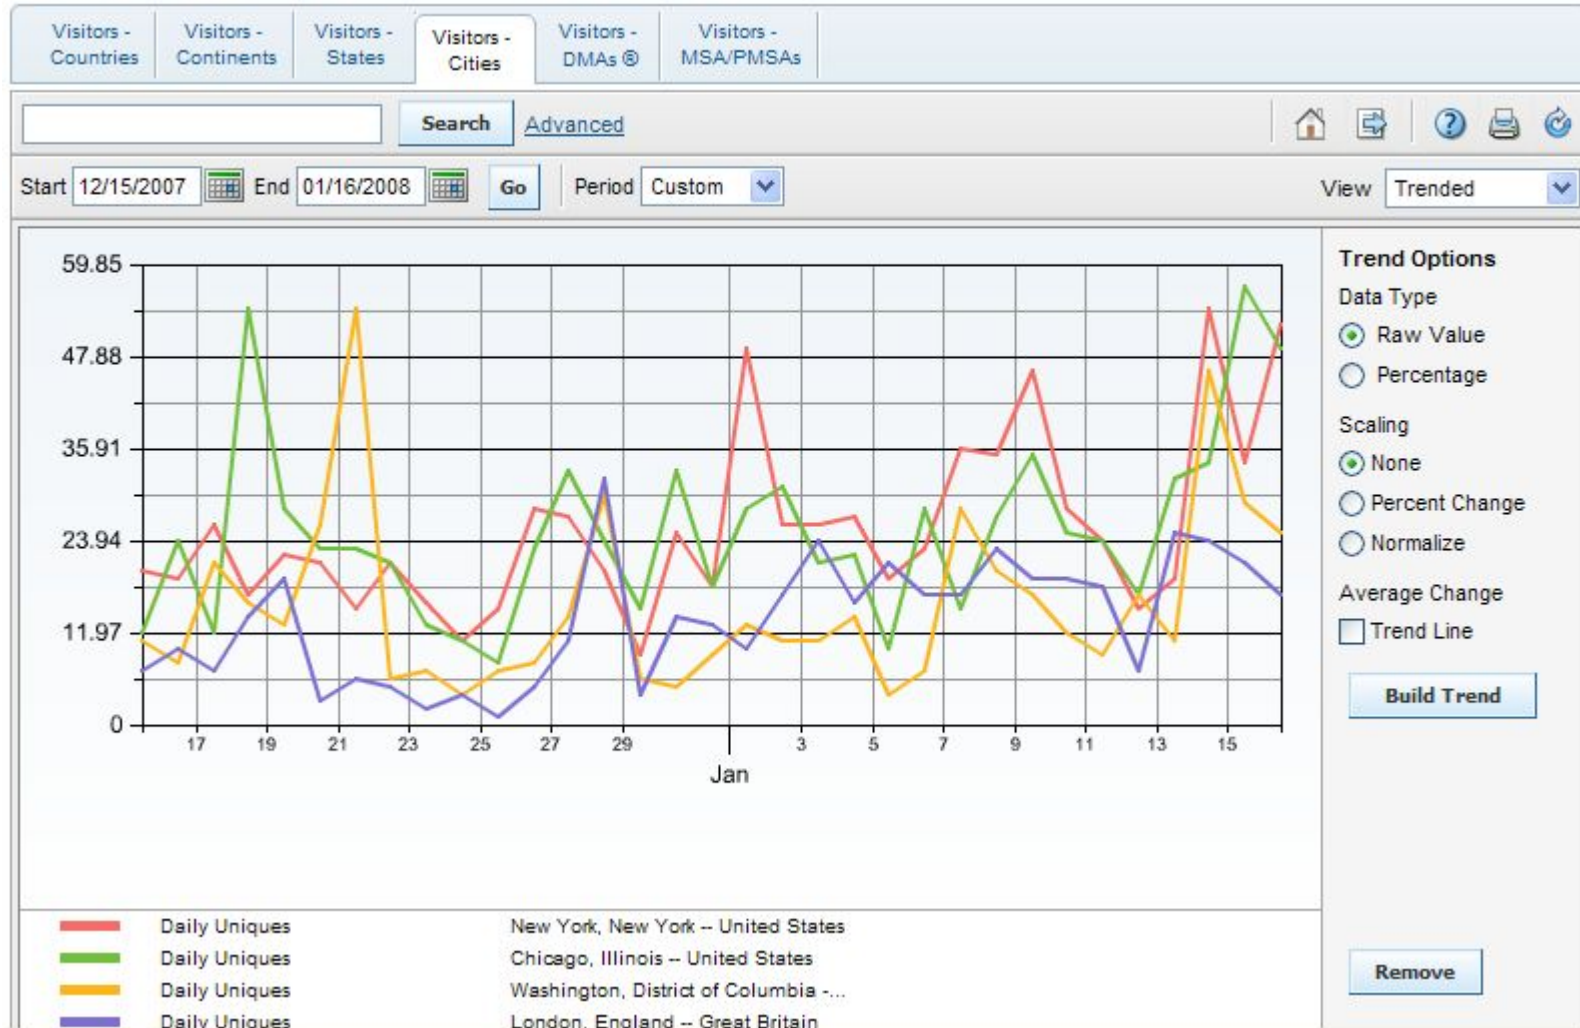 Visitors - Countries
Visitors - Continents
Visitors - States
Visitors - Cities
Visitors - DMAs ®
Visitors - MSA/PMSAs
Search Advanced
Start 12/15/2007 End 01/16/2008 Go Period Custom View Trended
59.85
47.88
35.91
23.94
11.97
0
17 19 21 23 25 27 29 3 5 7 9 11 13 15
Jan
Trend Options
Data Type
Raw Value
Percentage
Scaling
None
Percent Change
Normalize
Average Change
Trend Line
Build Trend
Daily Uniques New York, New York -- United States
Daily Uniques Chicago, Illinois -- United States
Daily Uniques Washington, District of Columbia -...
Daily Uniques London, England -- Great Britain
Remove